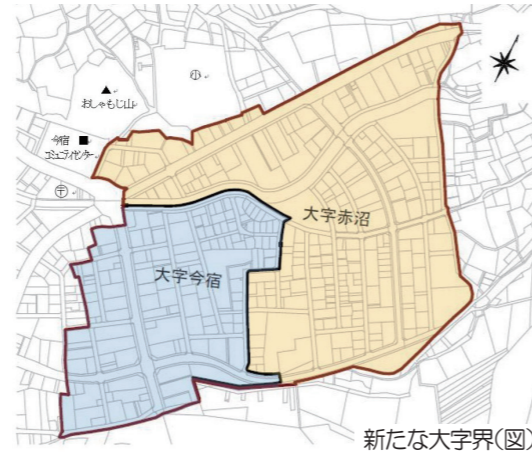 小
おしゃもじ山
今宿
コミュニティセンター
〒
大字赤沼
大字今宿
新たな大字界(図)